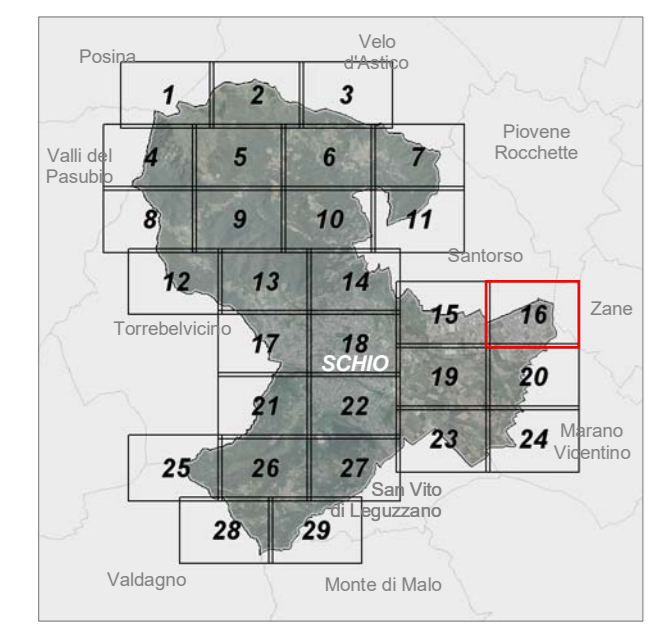 Velo
d'Astico
Posina
1 2 3
Piovene
Rocchette
Valli del
Pasubio
4 5 6 7
8 9 10 11
Santorso
12 13 14
15 16
Zane
Torrebelvicino
17 18
SCHIO
19 20
21 22
23 24
Marano
Vicentino
25 26 27
San Vito
di Leguzzano
28 29
Valdagno
Monte di Malo